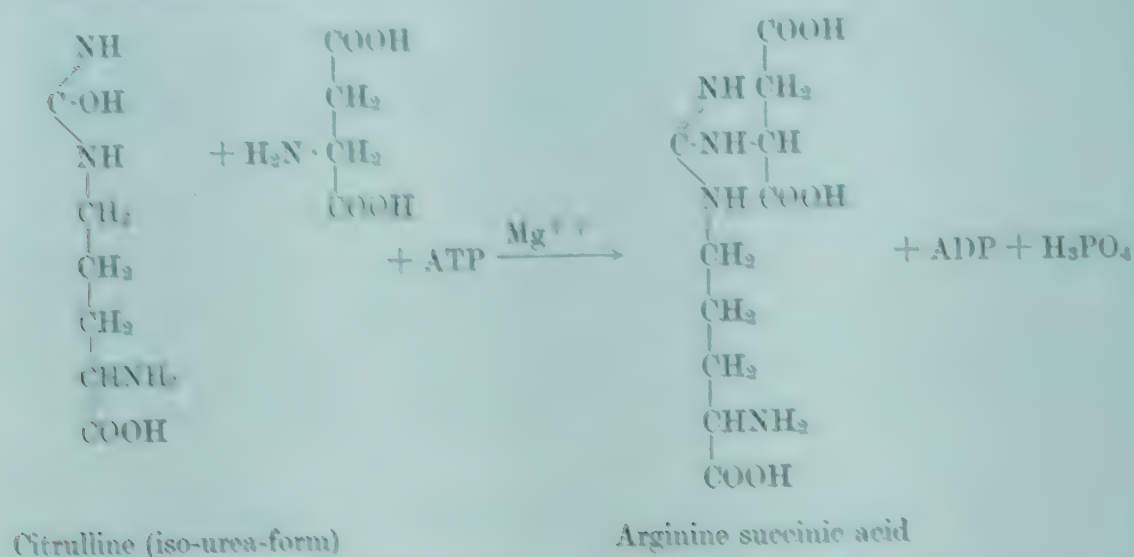 NH COOH COOH
C·OH CH₂ NH CH₂
NH + H₂N · CH₂ C·NH·CH
CH₂ COOH NH COOH
+ ATP Mg⁺⁺ CH₂ + ADP + H₃PO₄
CH₂ CH₂
CH₂ CH₂
CHNH₂ CHNH₂
COOH COOH
Citrulline (iso-urea-form) Arginine succinic acid